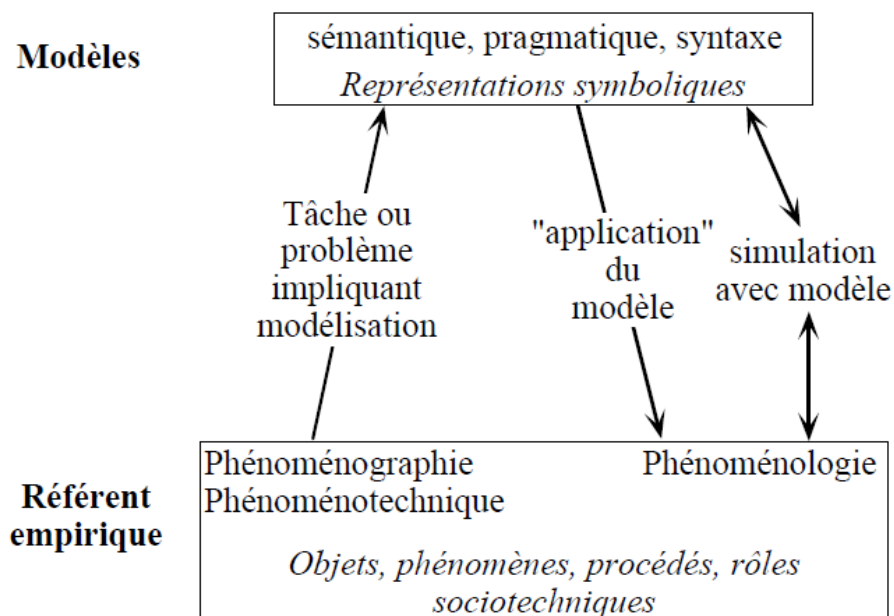 Modèles
sémantique, pragmatique, syntaxe
Représentations symboliques
Tâche ou
problème
impliquant
modélisation
"application"
du
modèle
simulation
avec modèle
Référent
empirique
Phénoménographie
Phénoménotechnique
Phénoménologie
Objets, phénomènes, procédés, rôles
sociotechniques